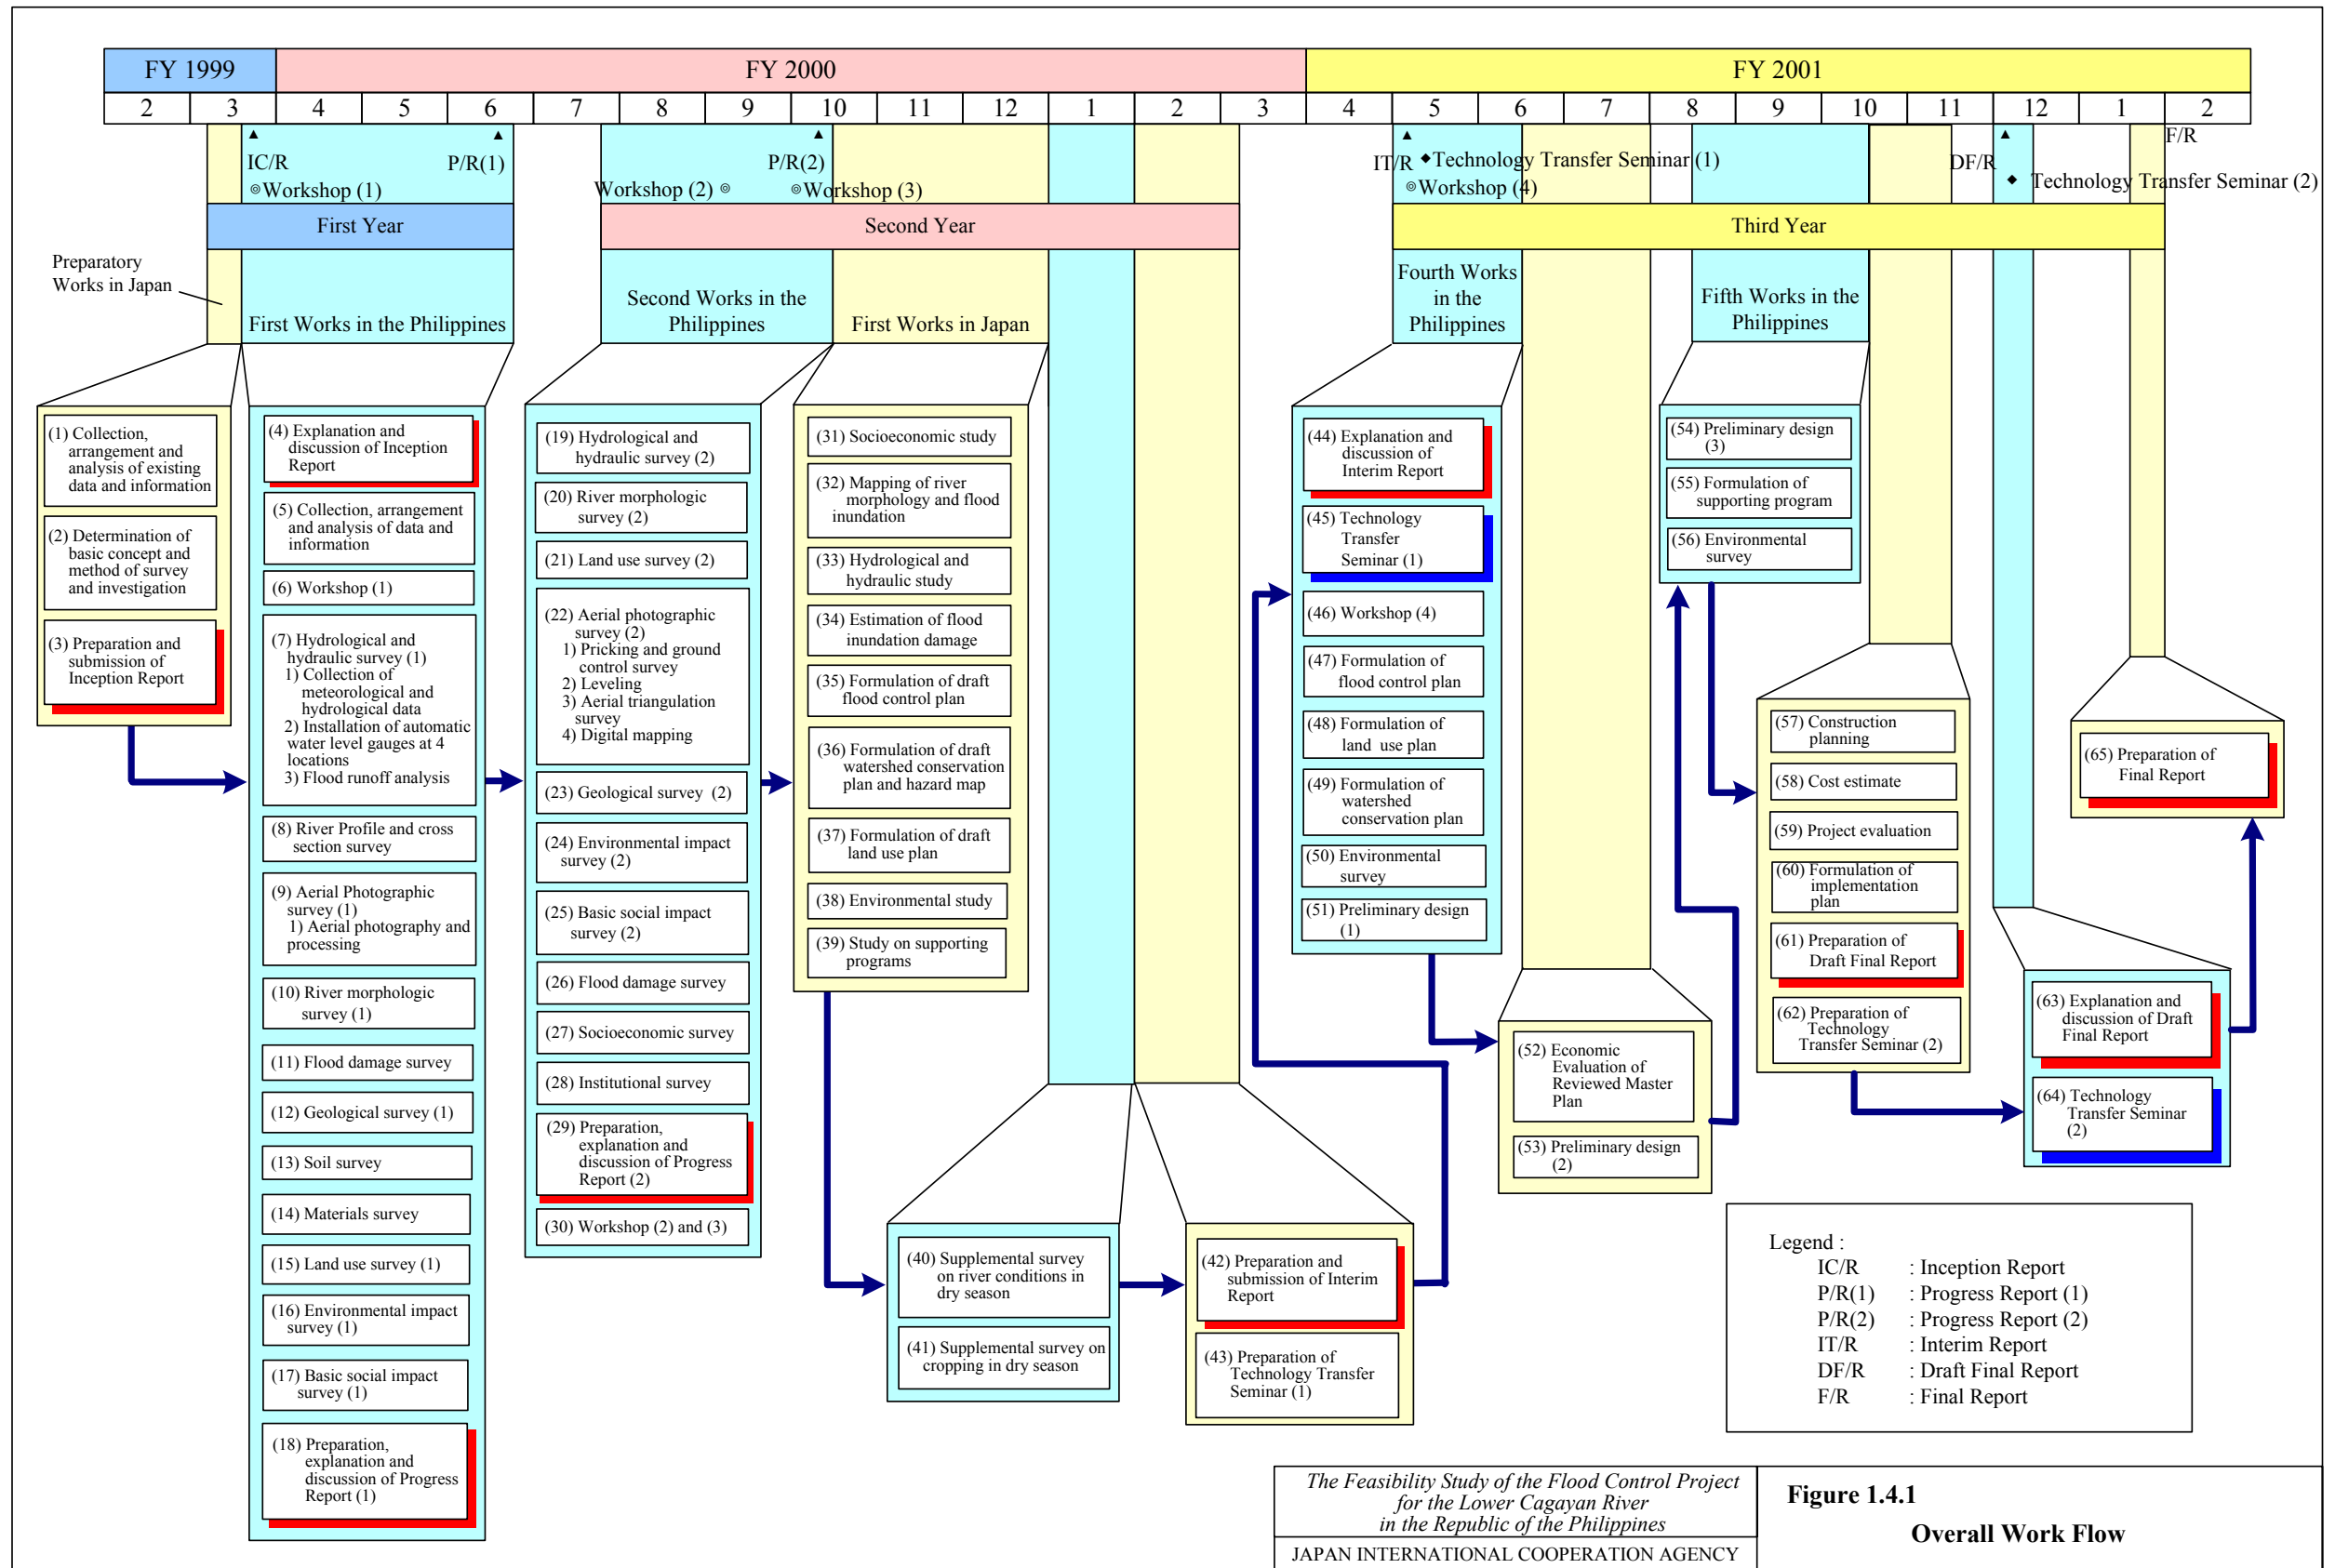 FY 1999
FY 2000
FY 2001
2 3 4 5 6 7 8 9 10 11 12 1 2 3 4 5 6 7 8 9 10 11 12 1 2
IC/R
P/R(1)
◎Workshop (1)
P/R(2)
Workshop (2) ◎
◎Workshop (3)
IT/R
◆Technology Transfer Seminar (1)
◎Workshop (4)
DF/R
F/R
◆ Technology Transfer Seminar (2)
First Year
Second Year
Third Year
Preparatory
Works in Japan
First Works in the Philippines
Second Works in the
Philippines
First Works in Japan
Fourth Works
in the
Philippines
Fifth Works in the
Philippines
(1) Collection,
arrangement and
analysis of existing
data and information
(2) Determination of
basic concept and
method of survey
and investigation
(3) Preparation and
submission of
Inception Report
(4) Explanation and
discussion of Inception
Report
(5) Collection, arrangement
and analysis of data and
information
(6) Workshop (1)
(7) Hydrological and
hydraulic survey (1)
1) Collection of
meteorological and
hydrological data
2) Installation of automatic
water level gauges at 4
locations
3) Flood runoff analysis
(8) River Profile and cross
section survey
(9) Aerial Photographic
survey (1)
1) Aerial photography and
processing
(10) River morphologic
survey (1)
(11) Flood damage survey
(12) Geological survey (1)
(13) Soil survey
(14) Materials survey
(15) Land use survey (1)
(16) Environmental impact
survey (1)
(17) Basic social impact
survey (1)
(18) Preparation,
explanation and
discussion of Progress
Report (1)
(19) Hydrological and
hydraulic survey (2)
(20) River morphologic
survey (2)
(21) Land use survey (2)
(22) Aerial photographic
survey (2)
1) Pricking and ground
control survey
2) Leveling
3) Aerial triangulation
survey
4) Digital mapping
(23) Geological survey (2)
(24) Environmental impact
survey (2)
(25) Basic social impact
survey (2)
(26) Flood damage survey
(27) Socioeconomic survey
(28) Institutional survey
(29) Preparation,
explanation and
discussion of Progress
Report (2)
(30) Workshop (2) and (3)
(31) Socioeconomic study
(32) Mapping of river
morphology and flood
inundation
(33) Hydrological and
hydraulic study
(34) Estimation of flood
inundation damage
(35) Formulation of draft
flood control plan
(36) Formulation of draft
watershed conservation
plan and hazard map
(37) Formulation of draft
land use plan
(38) Environmental study
(39) Study on supporting
programs
(40) Supplemental survey
on river conditions in
dry season
(41) Supplemental survey on
cropping in dry season
(42) Preparation and
submission of Interim
Report
(43) Preparation of
Technology Transfer
Seminar (1)
(44) Explanation and
discussion of
Interim Report
(45) Technology
Transfer
Seminar (1)
(46) Workshop (4)
(47) Formulation of
flood control plan
(48) Formulation of
land use plan
(49) Formulation of
watershed
conservation plan
(50) Environmental
survey
(51) Preliminary design
(1)
(52) Economic
Evaluation of
Reviewed Master
Plan
(53) Preliminary design
(2)
(54) Preliminary design
(3)
(55) Formulation of
supporting program
(56) Environmental
survey
(57) Construction
planning
(58) Cost estimate
(59) Project evaluation
(60) Formulation of
implementation
plan
(61) Preparation of
Draft Final Report
(62) Preparation of
Technology
Transfer Seminar (2)
(63) Explanation and
discussion of Draft
Final Report
(64) Technology
Transfer Seminar
(2)
(65) Preparation of
Final Report
Legend :
IC/R : Inception Report
P/R(1) : Progress Report (1)
P/R(2) : Progress Report (2)
IT/R : Interim Report
DF/R : Draft Final Report
F/R : Final Report
The Feasibility Study of the Flood Control Project
for the Lower Cagayan River
in the Republic of the Philippines
JAPAN INTERNATIONAL COOPERATION AGENCY
Figure 1.4.1
Overall Work Flow